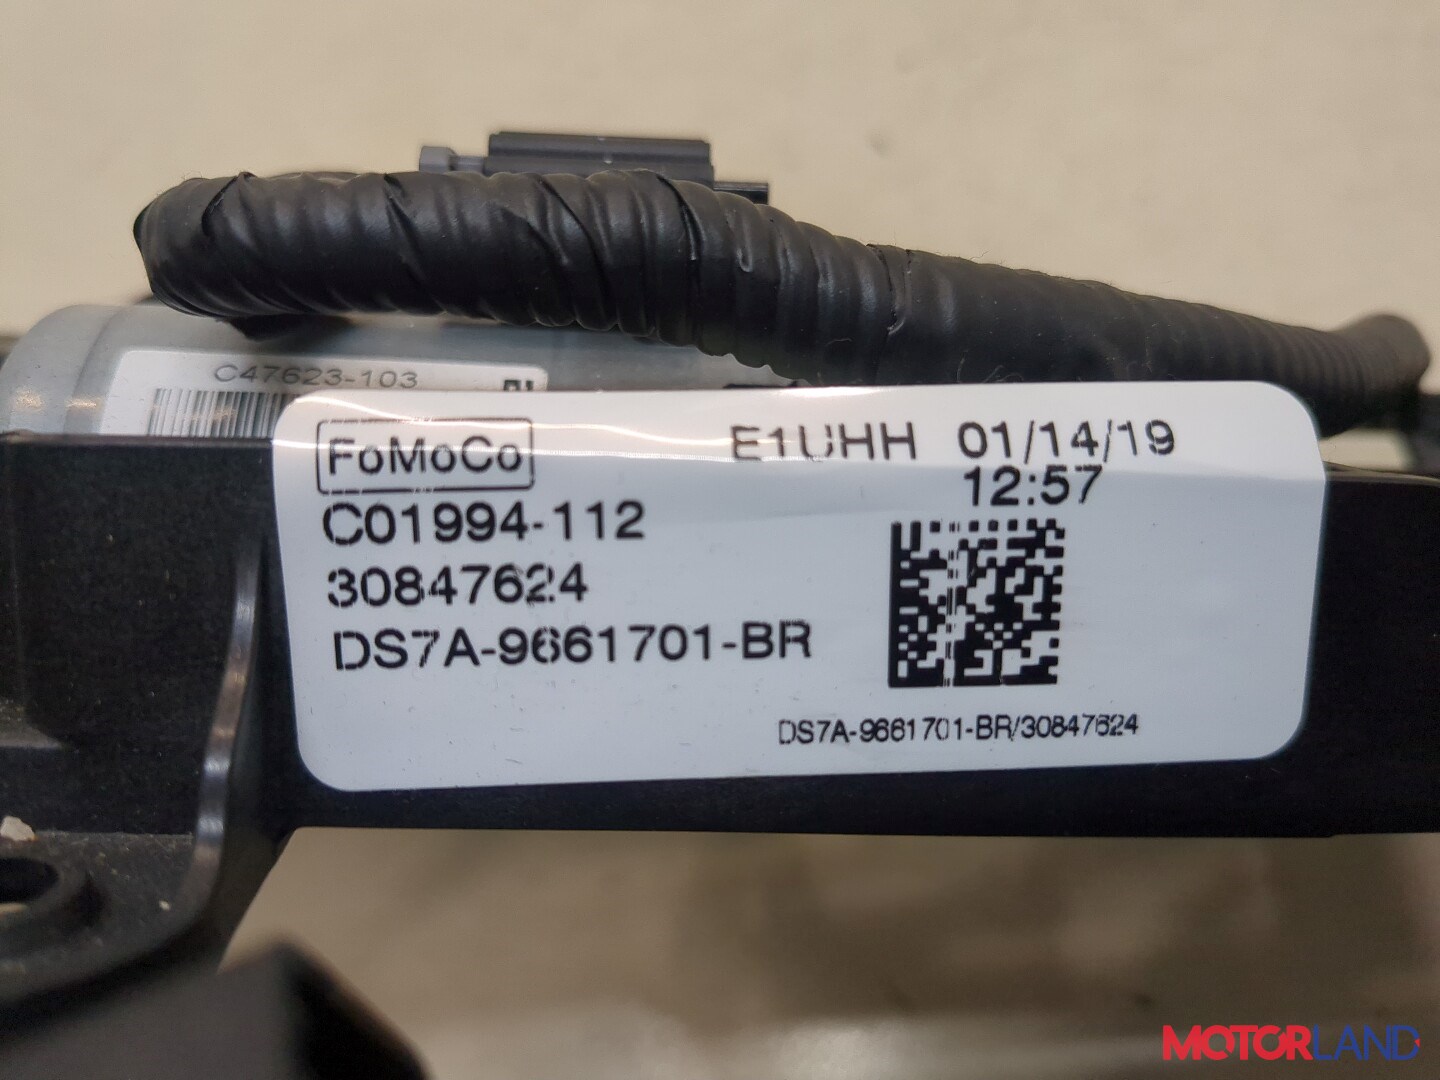 C47623-103
FoMoCo
E1UHH 01/14/19
12:57
C01994-112
30847624
DS7A-9661701-BR
DS7A-9661701-BR/30847624
MOTORLAND